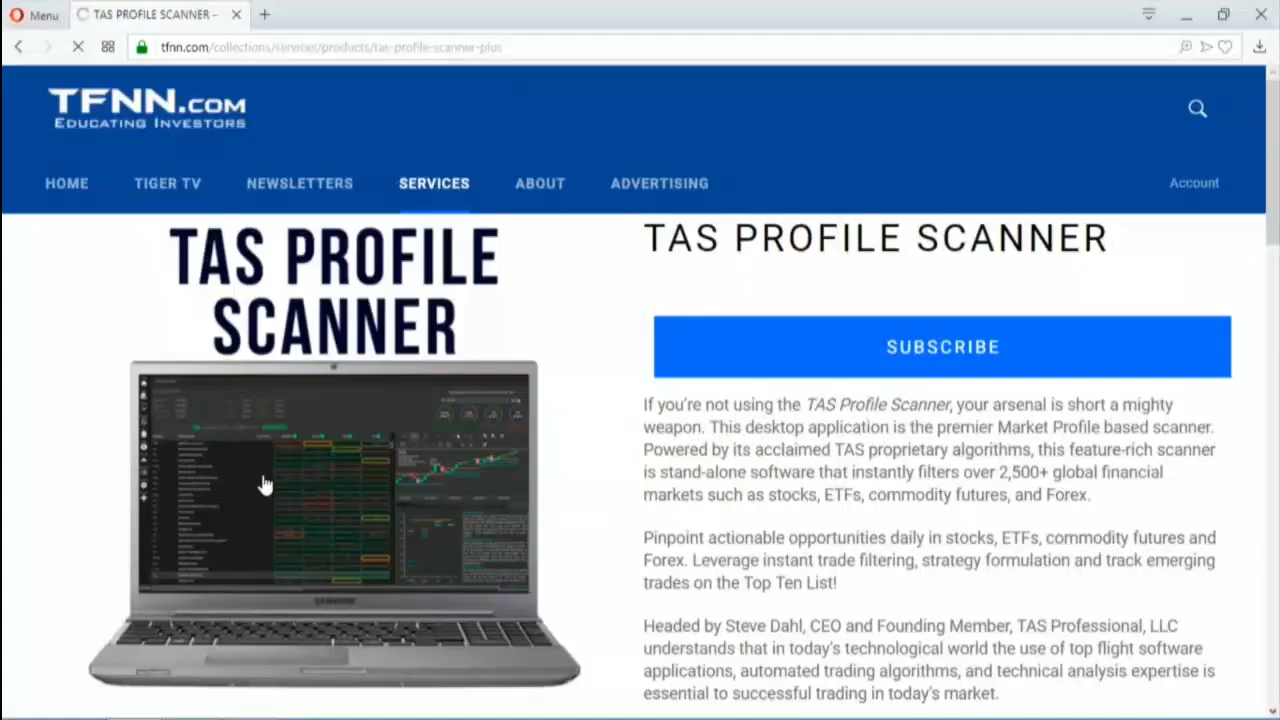 Menu
TAS PROFILE SCANNER –
tfnn.com/collections/services/products/tas-profile-scanner-plus
TFNN.COM
EDUCATING INVESTORS
HOME
TIGER TV
NEWSLETTERS
SERVICES
ABOUT
ADVERTISING
Account
TAS PROFILE
SCANNER
SAMSUNG
TAS PROFILE SCANNER
SUBSCRIBE
If you're not using the TAS Profile Scanner, your arsenal is short a mighty
weapon. This desktop application is the premier Market Profile based scanner.
Powered by its acclaimed TAS proprietary algorithms, this feature-rich scanner
is stand-alone software that instantly filters over 2,500+ global financial
markets such as stocks, ETFs, commodity futures, and Forex.
Pinpoint actionable opportunities daily in stocks, ETFs, commodity futures and
Forex. Leverage instant trade filtering, strategy formulation and track emerging
trades on the Top Ten List!
Headed by Steve Dahl, CEO and Founding Member, TAS Professional, LLC
understands that in today's technological world the use of top flight software
applications, automated trading algorithms, and technical analysis expertise is
essential to successful trading in today's market.